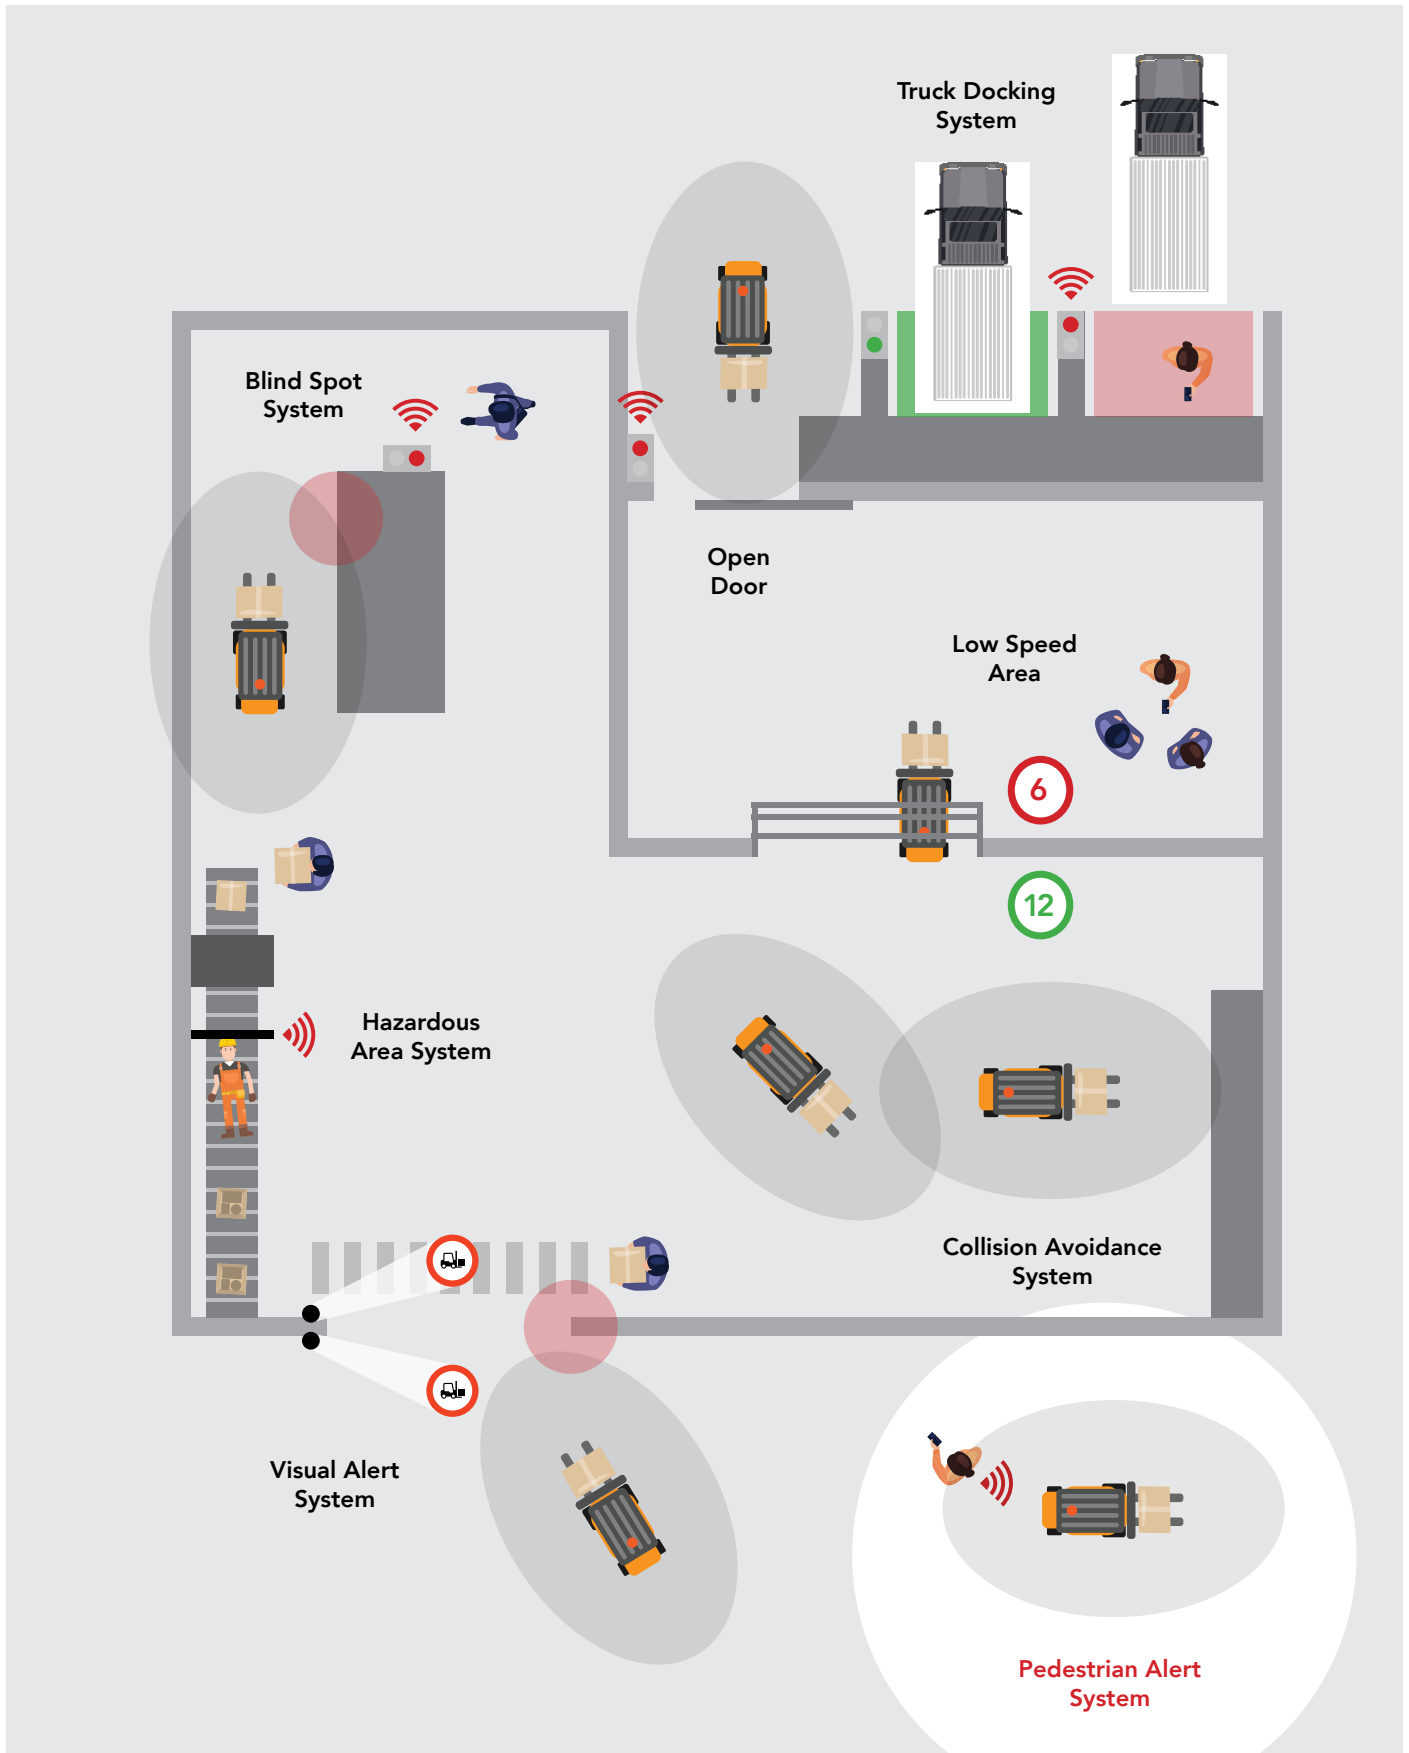 Truck Docking
System
Blind Spot
System
Open
Door
Low Speed
Area
6
12
Hazardous
Area System
Collision Avoidance
System
Visual Alert
System
Pedestrian Alert
System